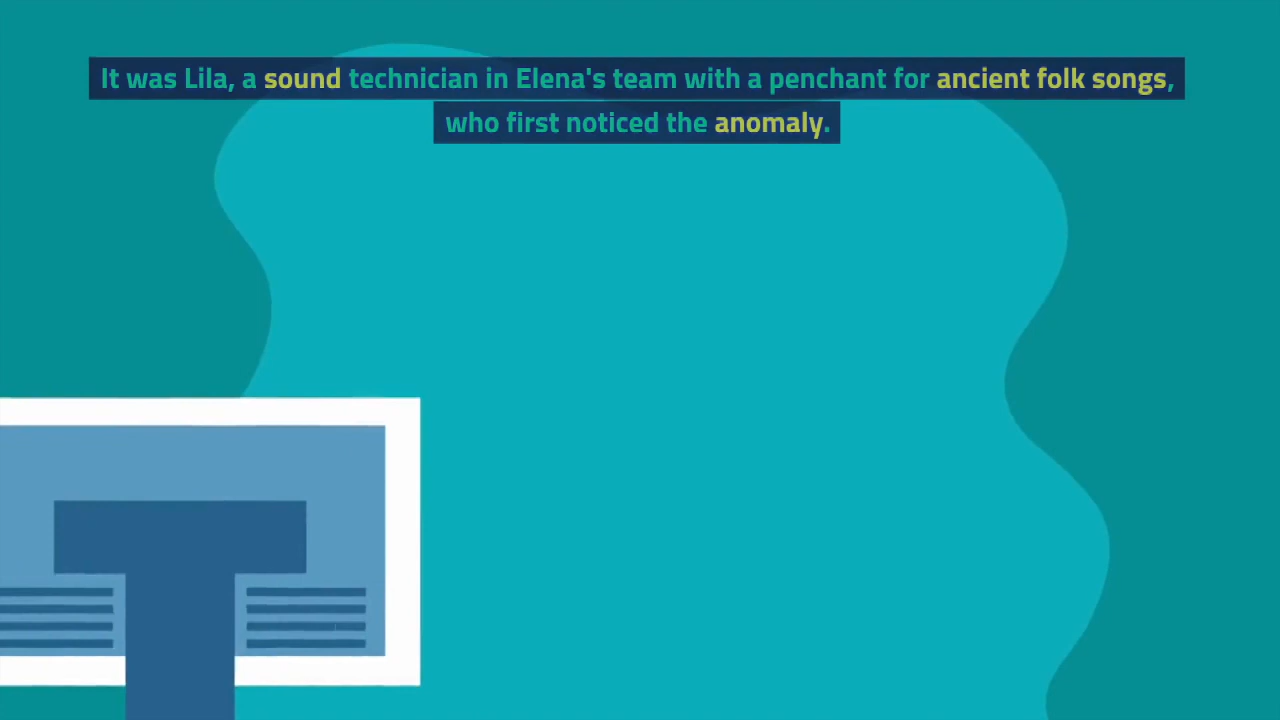 It was Lila, a sound technician in Elena's team with a penchant for ancient folk songs,
who first noticed the anomaly.